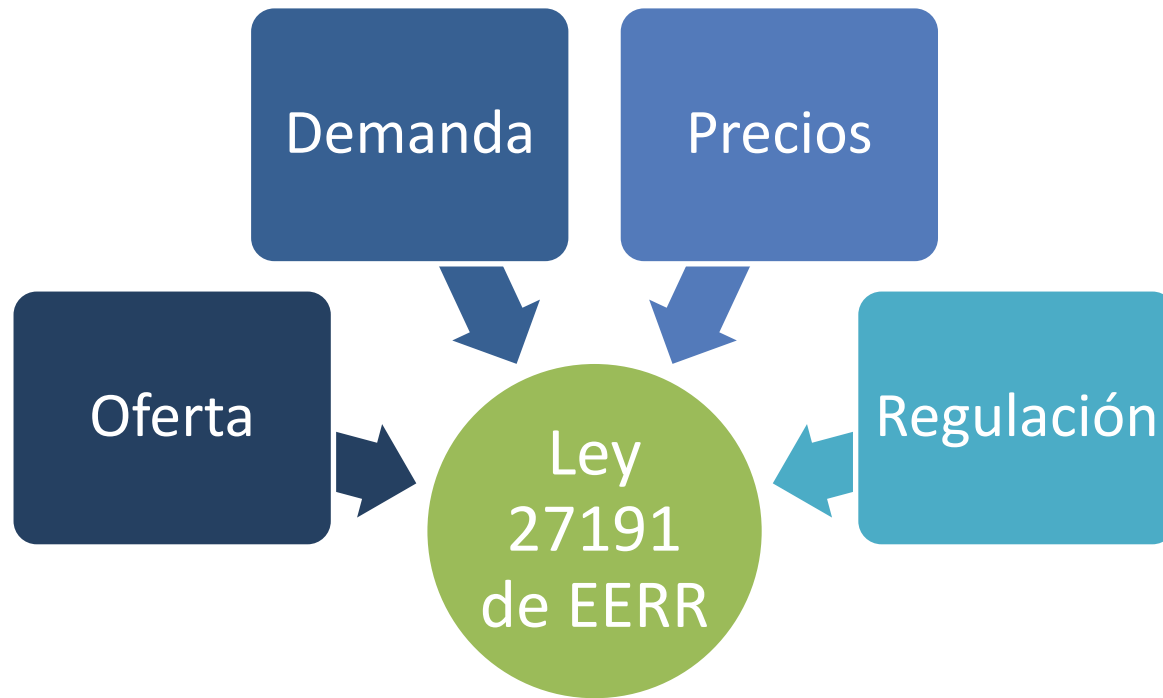 Demanda
Precios
Oferta
Regulación
Ley
27191
de EERR